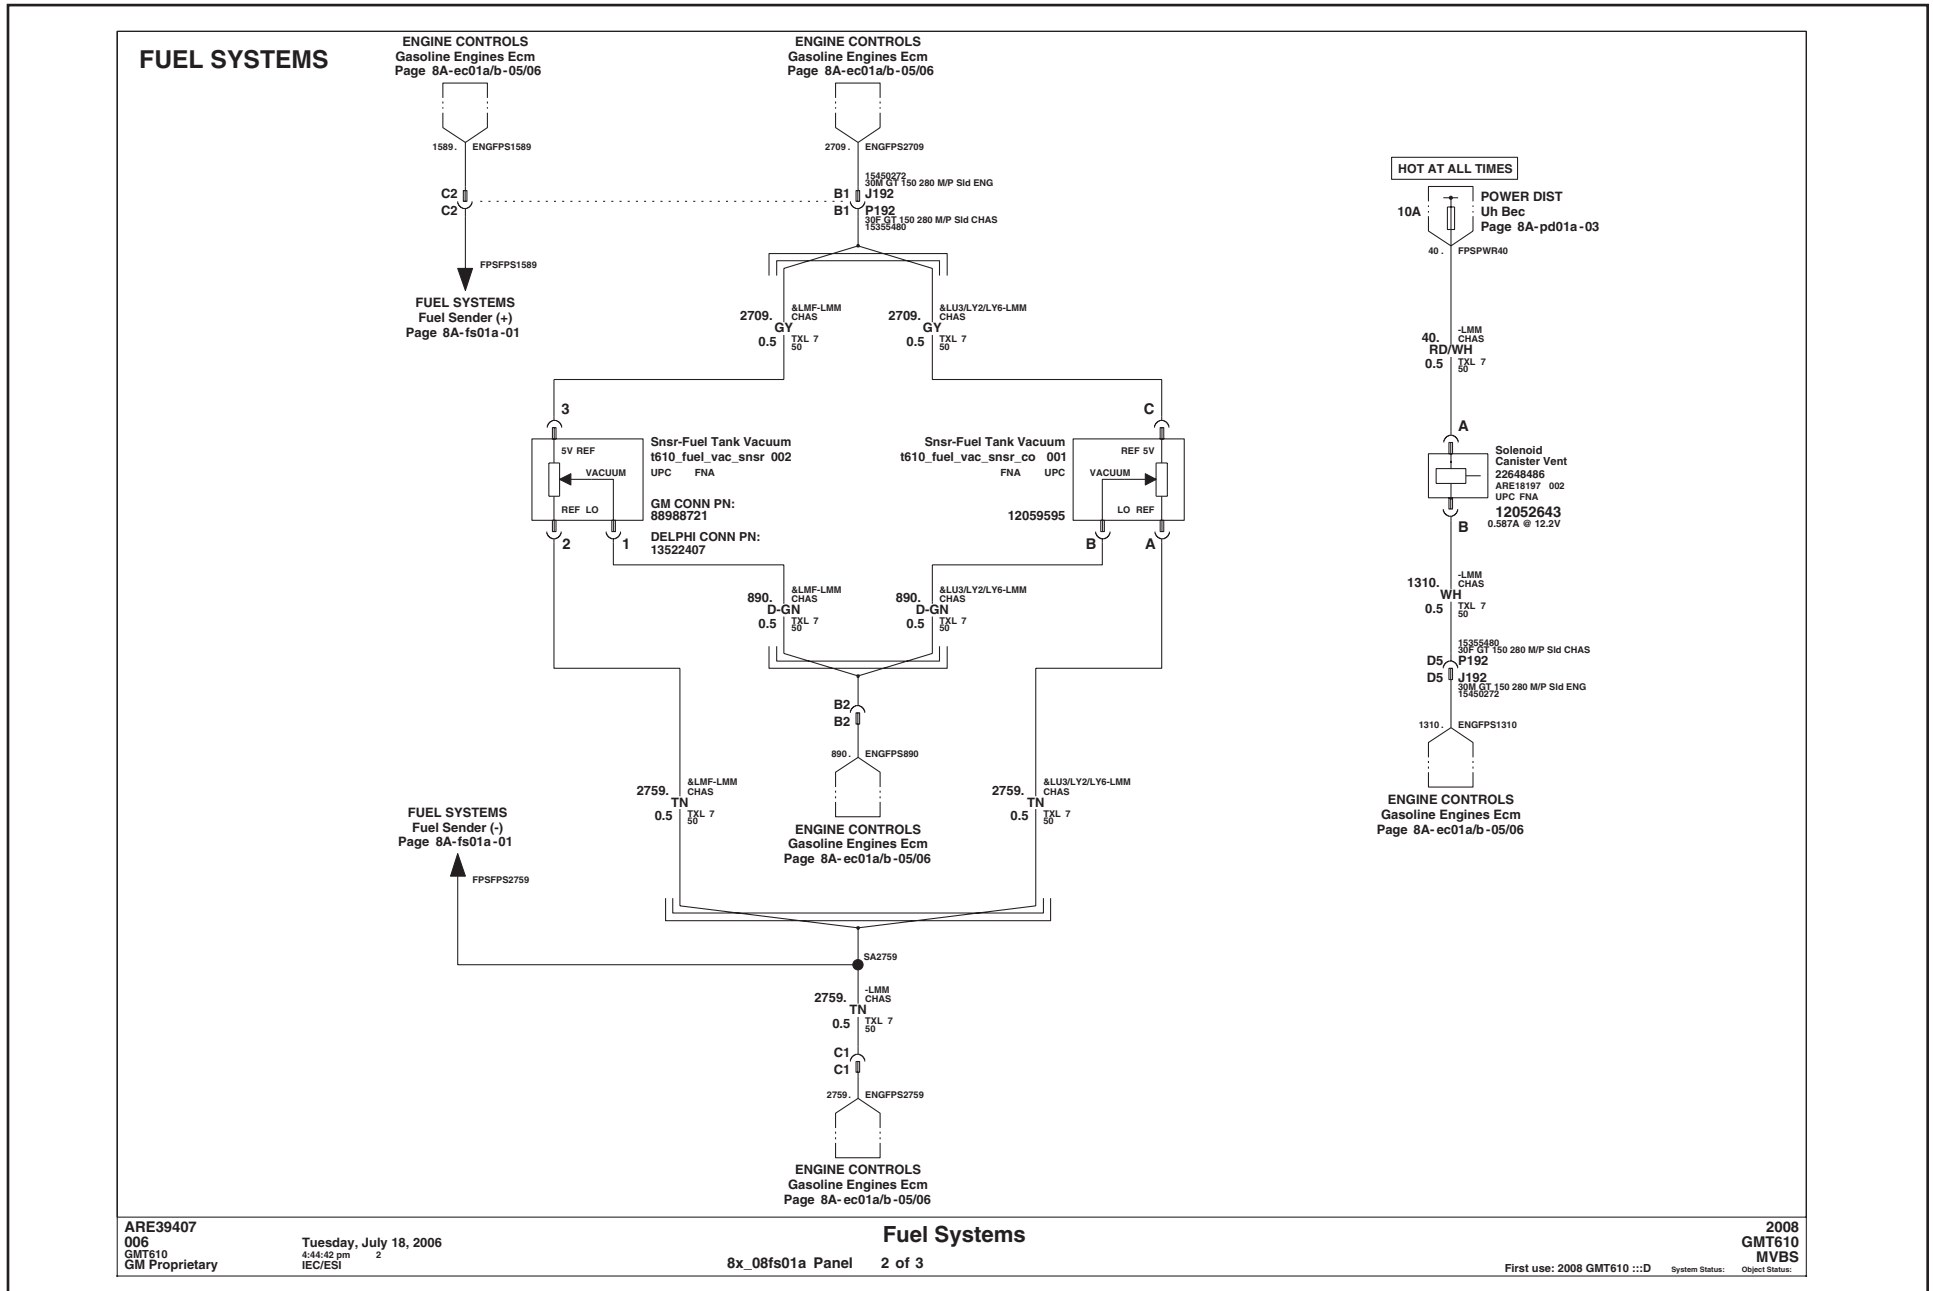 FUEL SYSTEMS
ENGINE CONTROLS
Gasoline Engines Ecm
Page 8A-ec01a/b-05/06
1589. ENGFPS1589
C2
C2
FPSFPS1589
FUEL SYSTEMS
Fuel Sender (+)
Page 8A-fs01a-01
ENGINE CONTROLS
Gasoline Engines Ecm
Page 8A-ec01a/b-05/06
2709. ENGFPS2709
15450272
30M GT 150 280 M/P Sld ENG
B1 J192
B1 P192
30F GT 150 280 M/P Sld CHAS
15355480
&LMF-LMM
2709. CHAS
GY
0.5 TXL 7
50
&LU3/LY2/LY6-LMM
2709. CHAS
GY
0.5 TXL 7
50
3
5V REF
VACUUM
REF LO
2
1
Snsr-Fuel Tank Vacuum
t610_fuel_vac_snsr 002
UPC FNA
GM CONN PN:
88988721
DELPHI CONN PN:
13522407
C
Snsr-Fuel Tank Vacuum
t610_fuel_vac_snsr_co 001
FNA UPC
12059595
REF 5V
VACUUM
LO REF
B
A
&LMF-LMM
890. CHAS
D-GN
0.5 TXL 7
50
&LU3/LY2/LY6-LMM
890. CHAS
D-GN
0.5 TXL 7
50
B2
B2
890. ENGFPS890
ENGINE CONTROLS
Gasoline Engines Ecm
Page 8A-ec01a/b-05/06
&LMF-LMM
2759. CHAS
TN
0.5 TXL 7
50
&LU3/LY2/LY6-LMM
2759. CHAS
TN
0.5 TXL 7
50
FUEL SYSTEMS
Fuel Sender (-)
Page 8A-fs01a-01
FPSFPS2759
SA2759
-LMM
2759. CHAS
TN
0.5 TXL 7
50
C1
C1
2759. ENGFPS2759
ENGINE CONTROLS
Gasoline Engines Ecm
Page 8A-ec01a/b-05/06
HOT AT ALL TIMES
10A
POWER DIST
Uh Bec
Page 8A-pd01a-03
40. FPSPWR40
-LMM
40. CHAS
RD/WH
0.5 TXL 7
50
A
Solenoid
Canister Vent
22648486
ARE18197 002
UPC FNA
12052643
0.587A @ 12.2V
B
-LMM
1310. CHAS
WH
0.5 TXL 7
50
15355480
30F GT 150 280 M/P Sld CHAS
D5 P192
D5 J192
30M GT 150 280 M/P Sld ENG
15450272
1310. ENGFPS1310
ENGINE CONTROLS
Gasoline Engines Ecm
Page 8A-ec01a/b-05/06
ARE39407
006
GMT610
GM Proprietary
Tuesday, July 18, 2006
4:44:42 pm 2
IEC/ESI
Fuel Systems
8x_08fs01a Panel 2 of 3
2008
GMT610
MVBS
First use: 2008 GMT610 :::D System Status: Object Status: